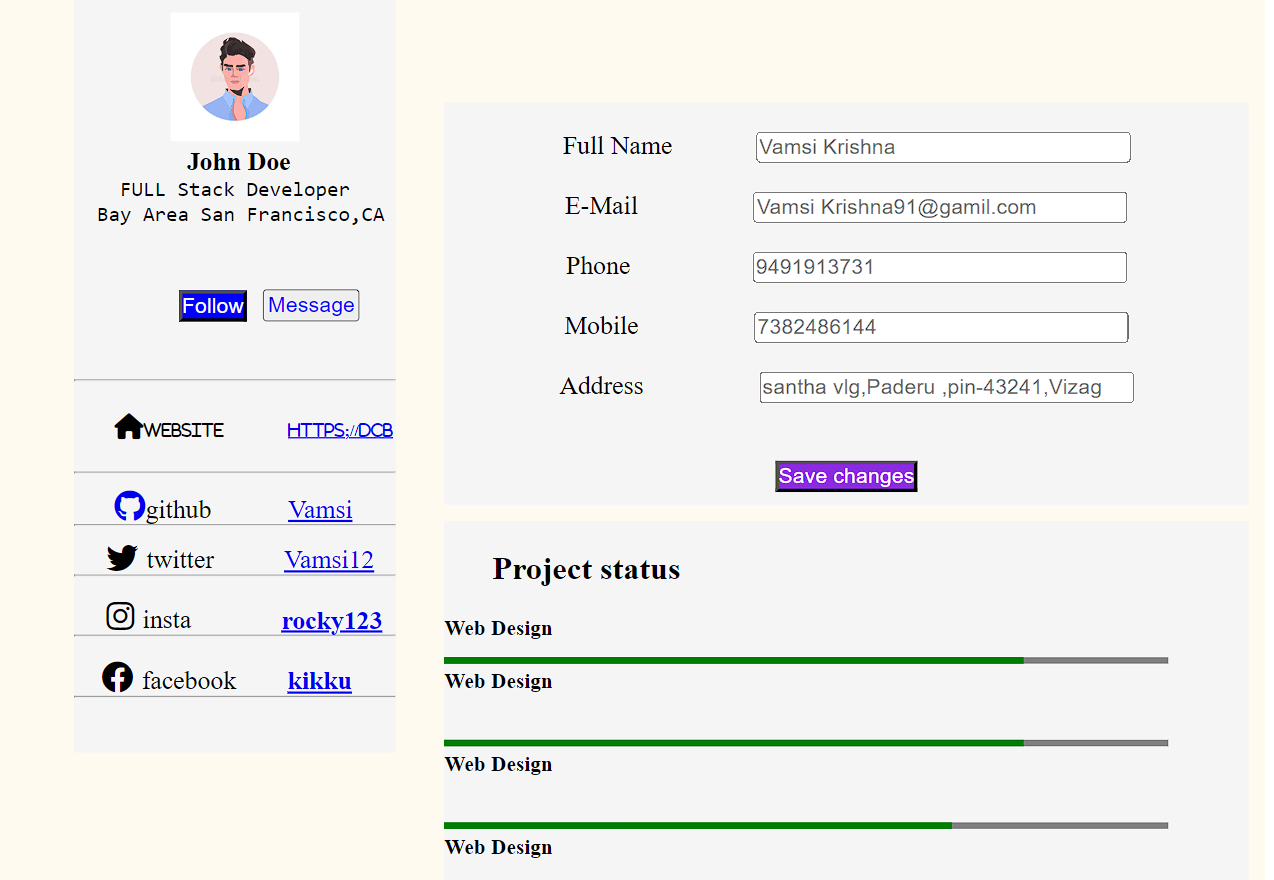 John Doe
FULL Stack Developer
Bay Area San Francisco,CA
Follow Message
WEBSITE HTTPS;//DCB
github Vamsi
twitter Vamsi12
insta rocky123
facebook kikku
Full Name Vamsi Krishna
E-Mail Vamsi Krishna91@gamil.com
Phone 9491913731
Mobile 7382486144
Address santha vlg,Paderu ,pin-43241,Vizag
Save changes
Project status
Web Design
Web Design
Web Design
Web Design